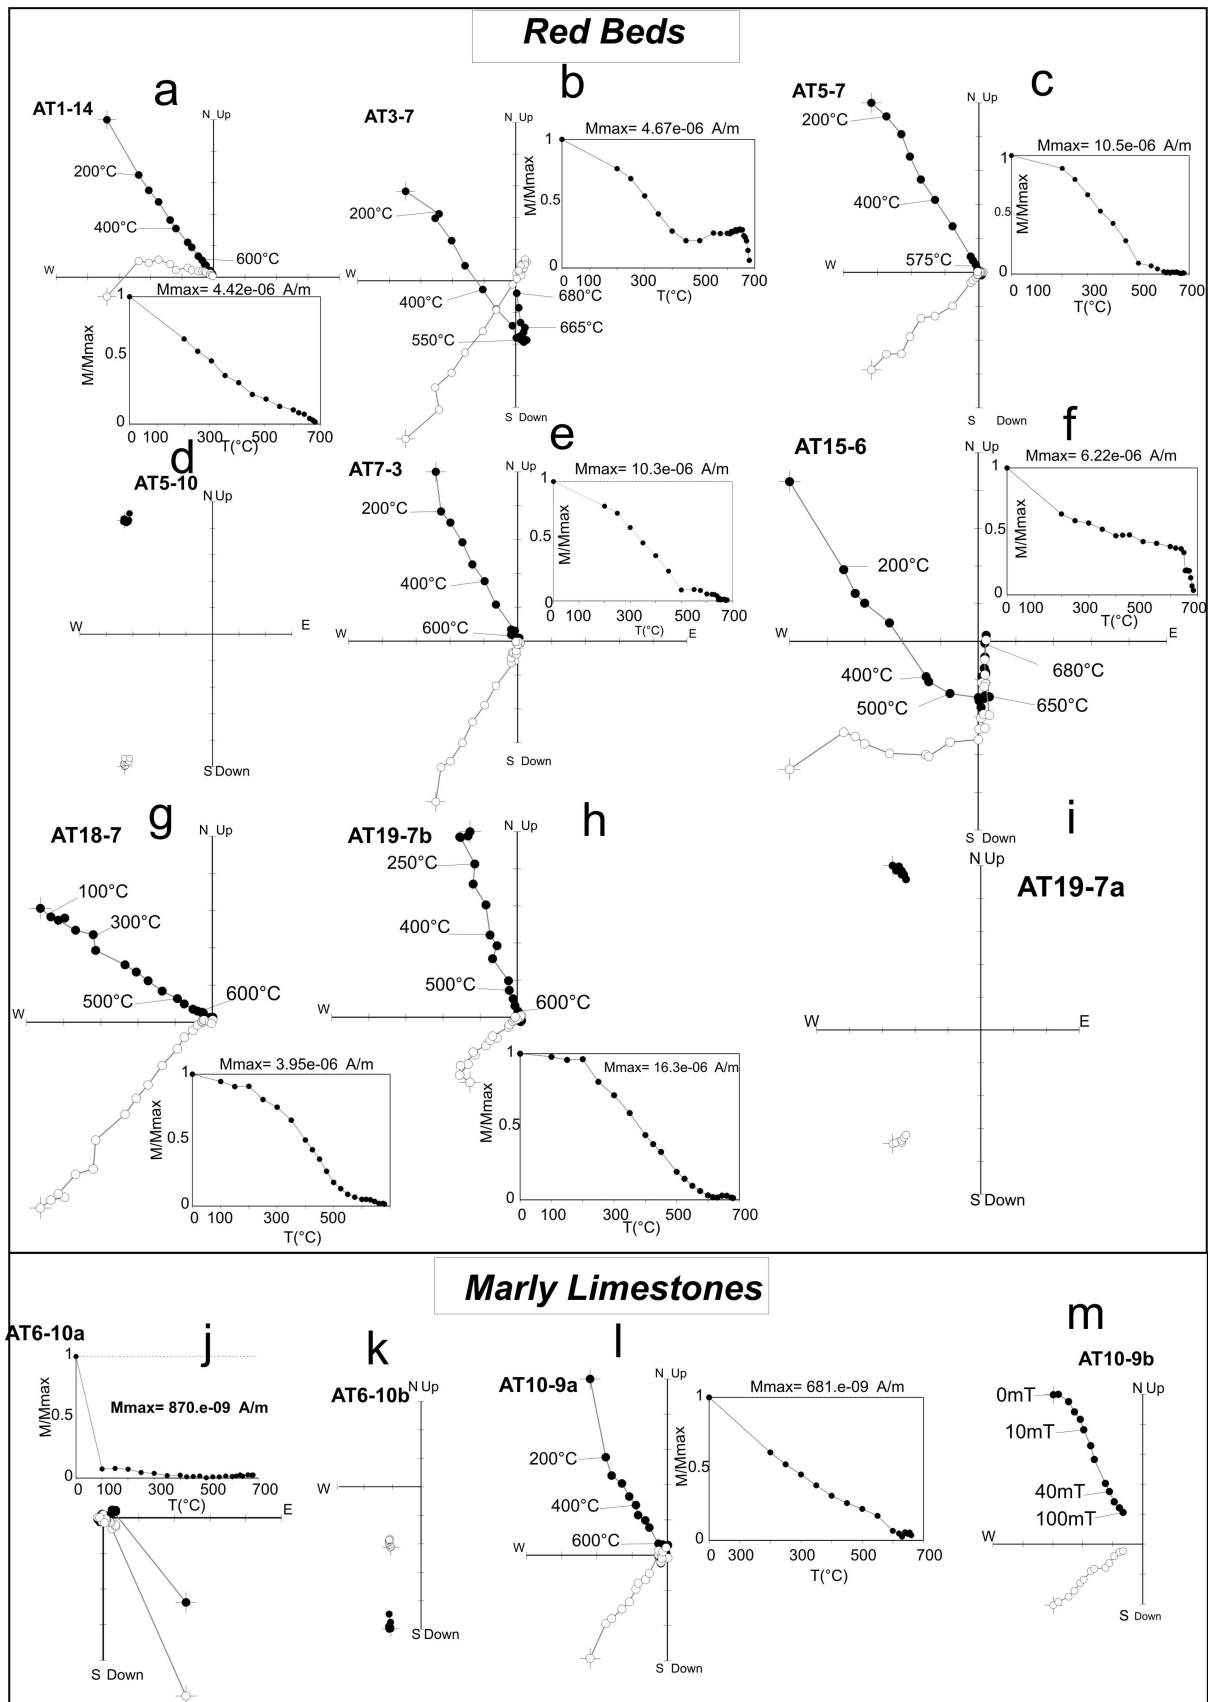 Red Beds
a
AT1-14
N Up
200°C
400°C
600°C
W
Mmax= 4.42e-06 A/m
1
0.5
0
M/Mmax
0 100 300 500 700
T(°C)
b
AT3-7
N Up
200°C
W
400°C
550°C
680°C
665°C
S Down
Mmax= 4.67e-06 A/m
1
0.5
0
M/Mmax
0 100 200 300 400 500 600 700
T(°C)
c
AT5-7
N Up
200°C
400°C
575°C
W
S Down
Mmax= 10.5e-06 A/m
1
0.5
0
M/Mmax
0 100 200 300 400 500 600 700
T(°C)
d
AT5-10
N Up
W
E
S Down
e
AT7-3
N Up
200°C
400°C
600°C
W
E
S Down
Mmax= 10.3e-06 A/m
1
0.5
0
M/Mmax
0 100 300 500 700
T(°C)
f
AT15-6
N Up
200°C
W
E
400°C
500°C
680°C
650°C
S Down
Mmax= 6.22e-06 A/m
1
0.5
0
M/Mmax
0 100 200 300 400 500 600 700
T(°C)
g
AT18-7
N Up
100°C
300°C
500°C
600°C
W
Mmax= 3.95e-06 A/m
1
0.5
0
M/Mmax
0 100 300 500
T(°C)
h
AT19-7b
N Up
250°C
400°C
500°C
600°C
W
Mmax= 16.3e-06 A/m
1
0.5
0
M/Mmax
0 100 300 500 700
T(°C)
i
N Up
AT19-7a
W
E
S Down
Marly Limestones
AT6-10a
j
1
0.5
0
M/Mmax
Mmax= 870.e-09 A/m
0 100 300 500 700
T(°C)
E
S Down
k
AT6-10b
N Up
W
S Down
l
AT10-9a
N Up
200°C
400°C
600°C
W
S Down
Mmax= 681.e-09 A/m
1
0.5
0
M/Mmax
0 300 300 500 700
T(°C)
m
AT10-9b
N Up
0mT
10mT
40mT
100mT
W
S Down